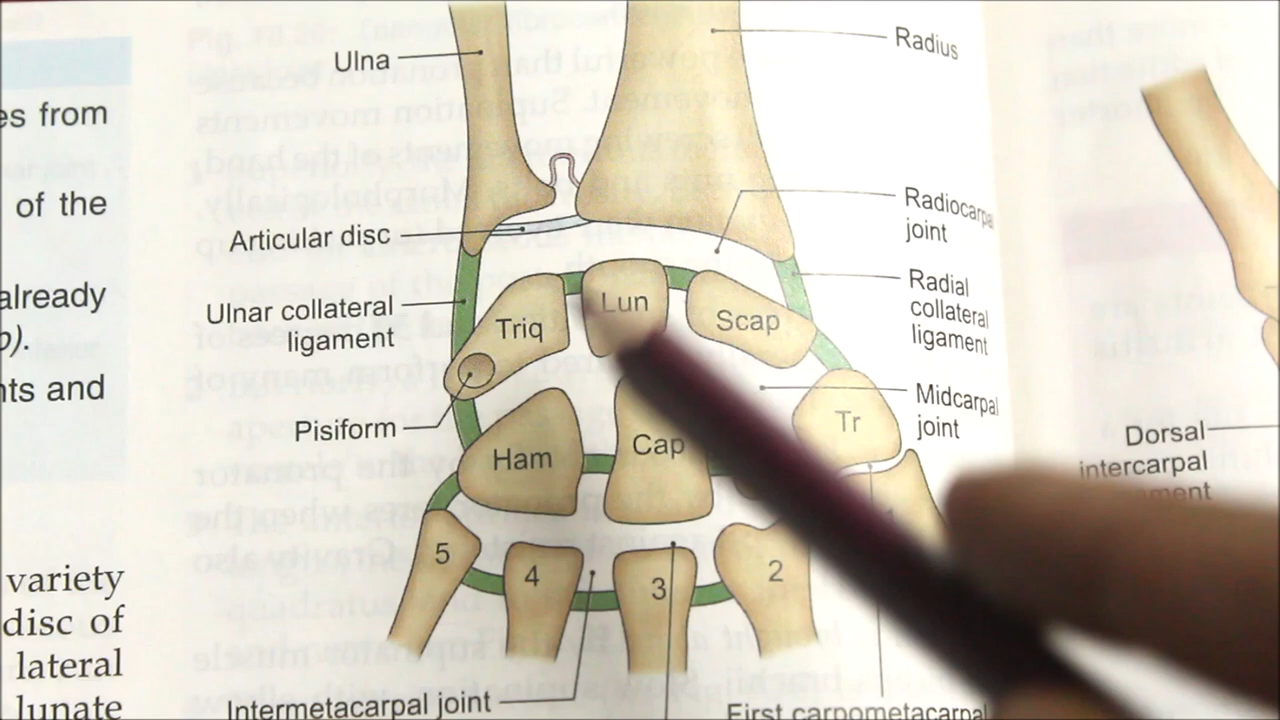 es from
of the
already
o).
nts and
variety
disc of
lateral
lunate
Ulna
Radius
Articular disc
Radiocarpal
joint
Ulnar collateral
ligament
Radial
collateral
ligament
Triq
Lun
Scap
Pisiform
Midcarpal
joint
Tr
Ham
Cap
5
4
3
2
1
Intermetacarpal joint
First carpometacarpal
Dorsal
intercarpal